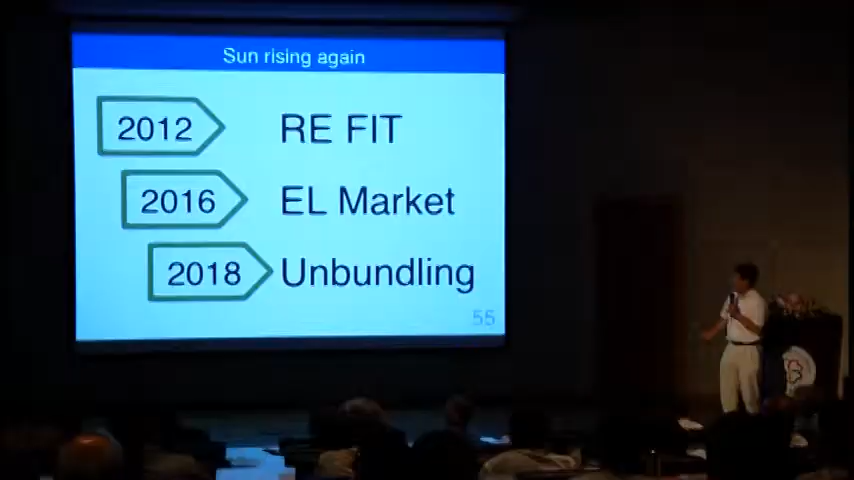 Sun rising again
2012 RE FIT
2016 EL Market
2018 Unbundling
55